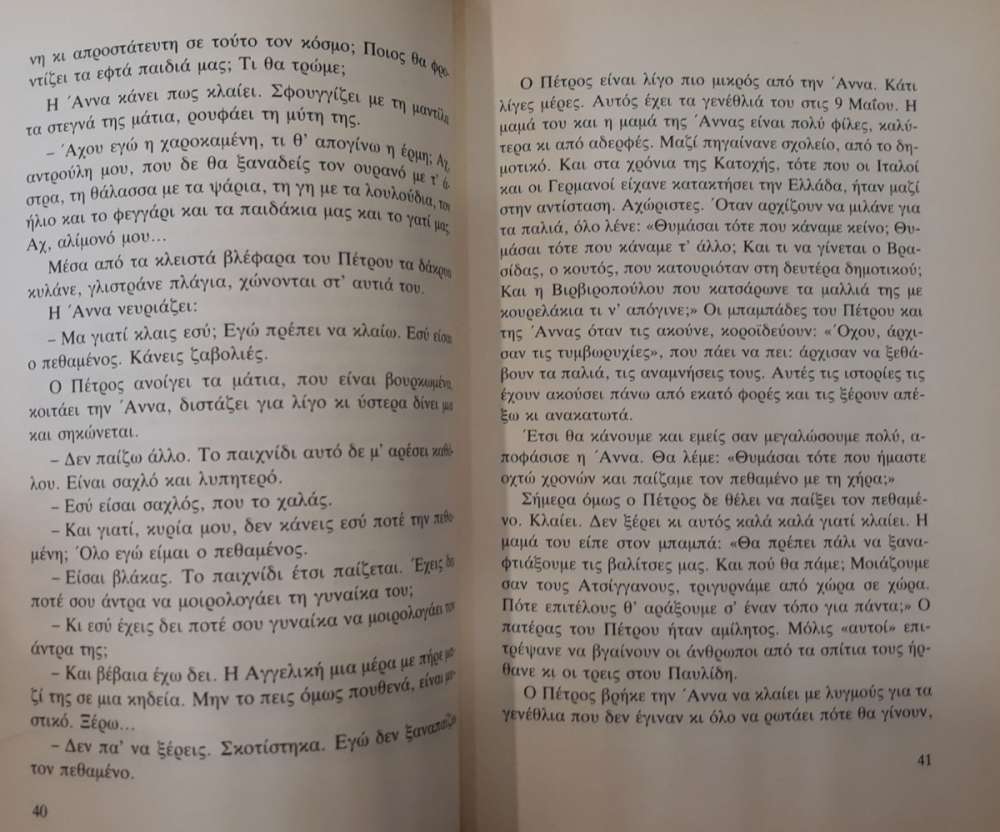 νη κι απροστάτευτη σε τούτο τον κόσμο; Ποιος θα φρο-
ντίζει τα εφτά παιδιά μας; Τι θα τρώμε;
Η Άννα κάνει πως κλαίει. Σφουγγίζει με τη μαντίλα
τα στεγνά της μάτια, ρουφάει τη μύτη της.
– Άχου εγώ η χαροκαμένη, τι θ’ απογίνω η έρμη; Αχ,
αντρούλη μου, που δε θα ξαναδείς τον ουρανό με τ’ ά-
στρα, τη θάλασσα με τα ψάρια, τη γη με τα λουλούδια, τον
ήλιο και το φεγγάρι και τα παιδάκια μας και το γατί μας.
Αχ, αλίμονό μου...
Μέσα από τα κλειστά βλέφαρα του Πέτρου τα δάκρυα
κυλάνε, γλιστράνε πλάγια, χώνονται στ’ αυτιά του.
Η Άννα νευριάζει:
– Μα γιατί κλαις εσύ; Εγώ πρέπει να κλαίω. Εσύ είσαι
ο πεθαμένος. Κάνεις ζαβολιές.
Ο Πέτρος ανοίγει τα μάτια, που είναι βουρκωμένα,
κοιτάει την Άννα, διστάζει για λίγο κι ύστερα δίνει μια
και σηκώνεται.
– Δεν παίζω άλλο. Το παιχνίδι αυτό δε μ’ αρέσει καθό-
λου. Είναι σαχλό και λυπητερό.
– Εσύ είσαι σαχλός, που το χαλάς.
– Και γιατί, κυρία μου, δεν κάνεις εσύ ποτέ την πεθα-
μένη; Όλο εγώ είμαι ο πεθαμένος.
– Είσαι βλάκας. Το παιχνίδι έτσι παίζεται. Έχεις δει
ποτέ σου άντρα να μοιρολογάει τη γυναίκα του;
– Κι εσύ έχεις δει ποτέ σου γυναίκα να μοιρολογάει τον
άντρα της;
– Και βέβαια έχω δει. Η Αγγελική μια μέρα με πήρε μα-
ζί της σε μια κηδεία. Μην το πεις όμως πουθενά, είναι μυ-
στικό. Ξέρω...
– Δεν πα’ να ξέρεις. Σκοτίστηκα. Εγώ δεν ξαναπαίζω
τον πεθαμένο.
40
Ο Πέτρος είναι λίγο πιο μικρός από την Άννα. Κάτι
λίγες μέρες. Αυτός έχει τα γενέθλιά του στις 9 Μαΐου. Η
μαμά του και η μαμά της Άννας είναι πολύ φίλες, καλύ-
τερα κι από αδερφές. Μαζί πηγαίνανε σχολείο, από το δη-
μοτικό. Και στα χρόνια της Κατοχής, τότε που οι Ιταλοί
και οι Γερμανοί είχανε κατακτήσει την Ελλάδα, ήταν μαζί
στην αντίσταση. Αχώριστες. Όταν αρχίζουν να μιλάνε για
τα παλιά, όλο λένε: «Θυμάσαι τότε που κάναμε κείνο; Θυ-
μάσαι τότε που κάναμε τ’ άλλο; Και τι να γίνεται ο Βρα-
σίδας, ο κουτός, που κατουριόταν στη δευτέρα δημοτικού;
Και η Βιρβιροπούλου που κατσάρωνε τα μαλλιά της με
κουρελάκια τι ν’ απόγινε;» Οι μπαμπάδες του Πέτρου και
της Άννας όταν τις ακούνε, κοροϊδεύουν: «Όχου, άρχι-
σαν τις τυμβωρυχίες», που πάει να πει: άρχισαν να ξεθά-
βουν τα παλιά, τις αναμνήσεις τους. Αυτές τις ιστορίες τις
έχουν ακούσει πάνω από εκατό φορές και τις ξέρουν απέ-
ξω κι ανακατωτά.
Έτσι θα κάνουμε και εμείς σαν μεγαλώσουμε πολύ, α-
ποφάσισε η Άννα. Θα λέμε: «Θυμάσαι τότε που ήμαστε
οχτώ χρονών και παίζαμε τον πεθαμένο με τη χήρα;»
Σήμερα όμως ο Πέτρος δε θέλει να παίξει τον πεθαμέ-
νο. Κλαίει. Δεν ξέρει κι αυτός καλά καλά γιατί κλαίει. Η
μαμά του είπε στον μπαμπά: «Θα πρέπει πάλι να ξανα-
φτιάξουμε τις βαλίτσες μας. Και πού θα πάμε; Μοιάζουμε
σαν τους Ατσίγγανους, τριγυρνάμε από χώρα σε χώρα.
Πότε επιτέλους θ’ αράξουμε σ’ έναν τόπο για πάντα;» Ο
πατέρας του Πέτρου ήταν αμίλητος. Μόλις «αυτοί» επι-
τρέψανε να βγαίνουν οι άνθρωποι από τα σπίτια τους ήρ-
θανε κι οι τρεις στου Παυλίδη.
Ο Πέτρος βρήκε την Άννα να κλαίει με λυγμούς για τα
γενέθλια που δεν έγιναν κι όλο να ρωτάει πότε θα γίνουν,
41